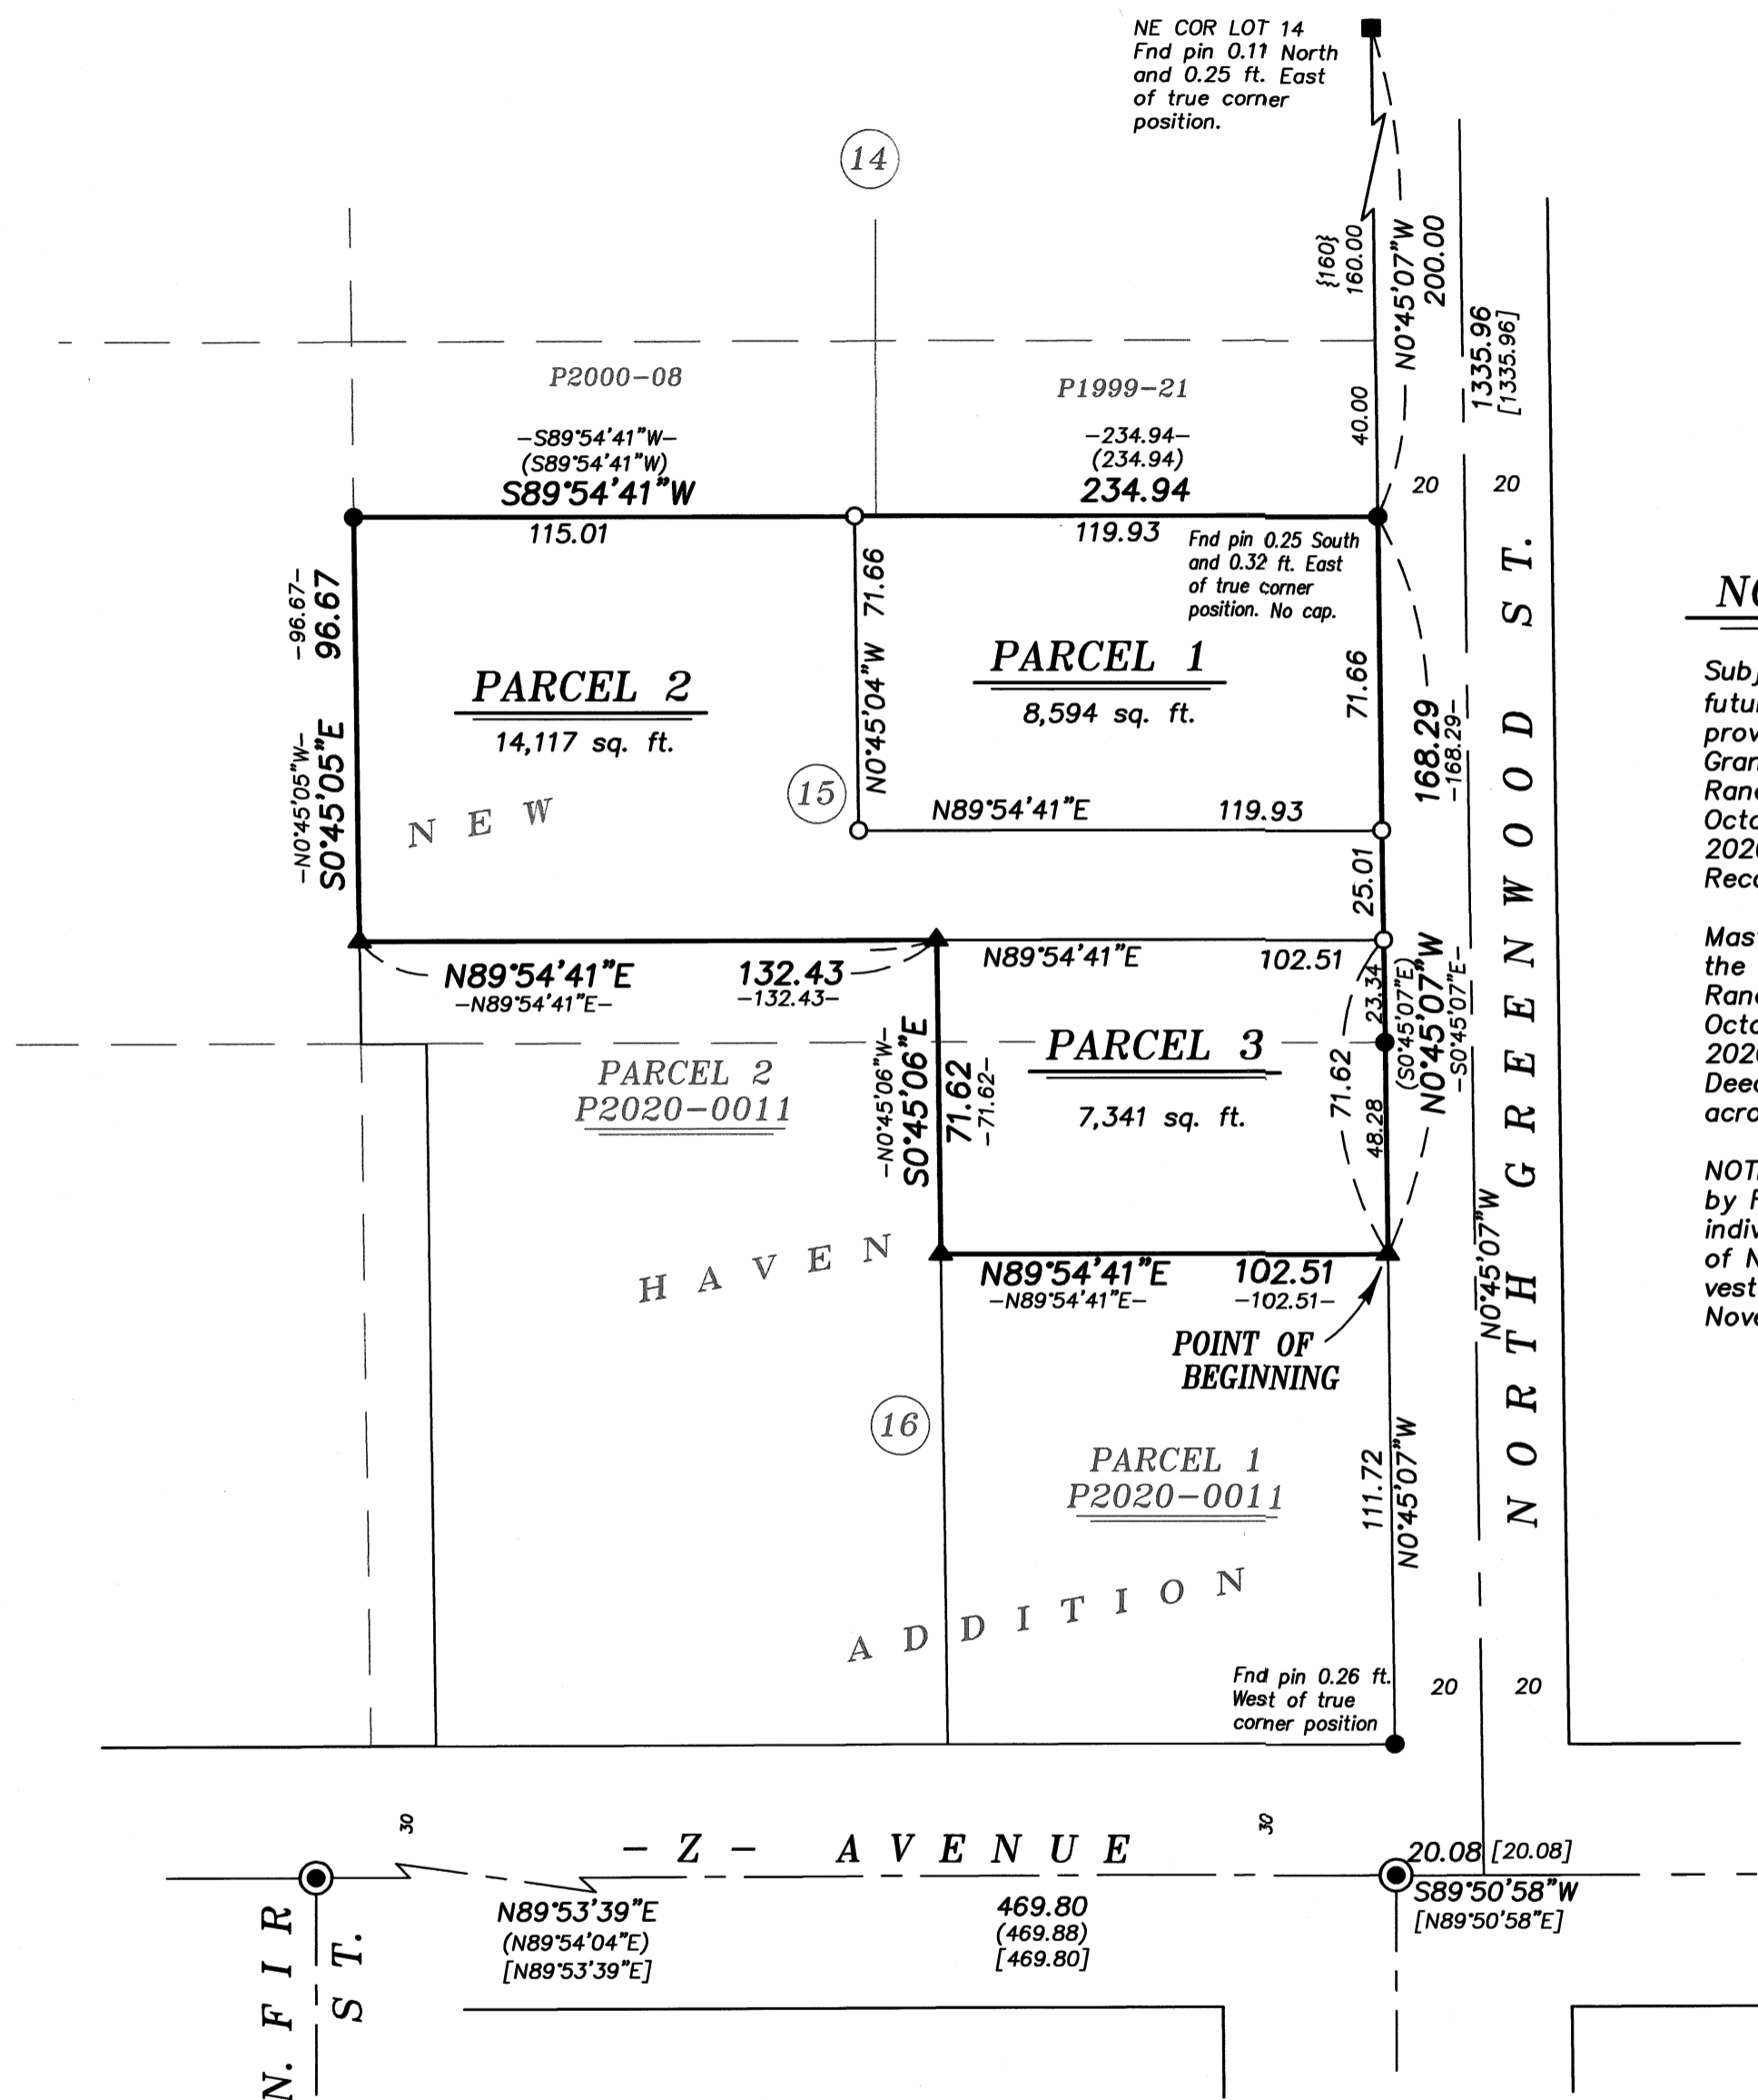 NE COR LOT 14
Fnd pin 0.11 North
and 0.25 ft. East
of true corner
position.
14
{160}
160.00
N0°45'07"W
200.00
1335.96
[1335.96]
P2000-08
P1999-21
40.00
-S89°54'41"W-
(S89°54'41"W)
S89°54'41"W
-234.94-
(234.94)
234.94
20
20
115.01
119.93
Fnd pin 0.25 South
and 0.32 ft. East
of true corner
position. No cap.
-96.67-
96.67
-N0°45'05"W-
S0°45'05"E
N0°45'04"W 71.66
PARCEL 2
14,117 sq. ft.
PARCEL 1
8,594 sq. ft.
71.66
168.29
-168.29-
15
N89°54'41"E 119.93
NEW
25.01
N89°54'41"E 132.43
-N89°54'41"E- -132.43-
N89°54'41"E 102.51
23.34
(S0°45'07"E)
N0°45'07"W
-S0°45'07"E-
-N0°45'06"W-
S0°45'06"E
71.62
-71.62-
PARCEL 3
7,341 sq. ft.
71.62
48.28
PARCEL 2
P2020-0011
HAVEN
N89°54'41"E 102.51
-N89°54'41"E- -102.51-
POINT OF
BEGINNING
N0°45'07"W
NORTH GREENWOOD ST.
16
PARCEL 1
P2020-0011
111.72
N0°45'07"W
ADDITION
Fnd pin 0.26 ft.
West of true
corner position
20
20
30
30
- Z - AVENUE
20.08 [20.08]
S89°50'58"W
[N89°50'58"E]
N89°53'39"E
(N89°54'04"E)
[N89°53'39"E]
469.80
(469.88)
[469.80]
N. FIR
ST.
the
of N
by F